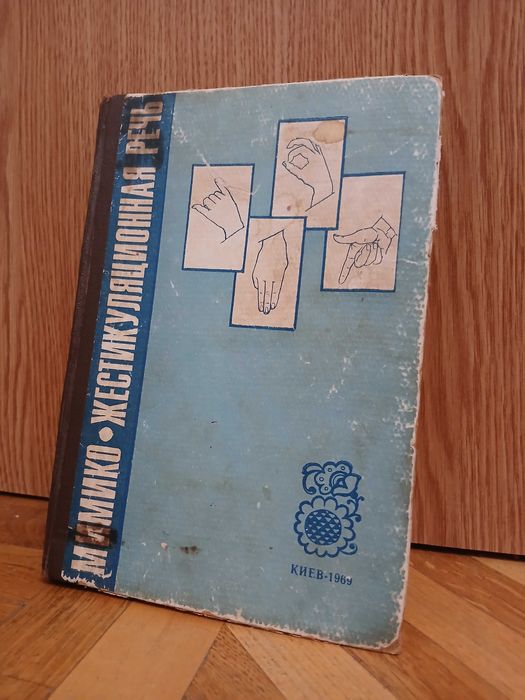 МИМИКО • ЖЕСТИКУЛЯЦИОННАЯ РЕЧЬ
КИЕВ-1969